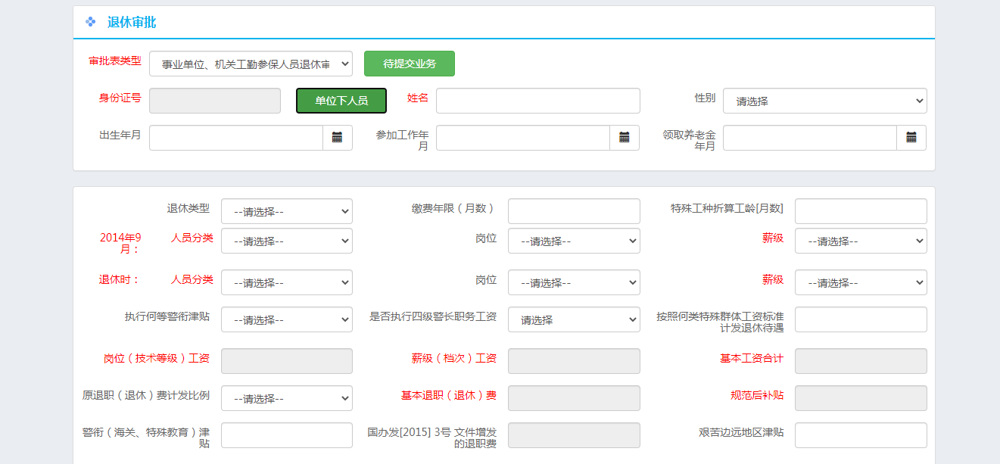 退休审批
审批表类型 事业单位、机关工勤参保人员退休审 待提交业务
身份证号 单位下人员 姓名 性别 请选择
出生年月 参加工作年月 领取养老金年月
退休类型 --请选择-- 缴费年限（月数） 特殊工种折算工龄[月数]
2014年9月： 人员分类 --请选择-- 岗位 --请选择-- 薪级 --请选择--
退休时： 人员分类 --请选择-- 岗位 --请选择-- 薪级 --请选择--
执行何等警衔津贴 --请选择-- 是否执行四级警长职务工资 请选择 按照何类特殊群体工资标准计发退休待遇
岗位（技术等级）工资 薪级（档次）工资 基本工资合计
原退职（退休）费计发比例 --请选择-- 基本退职（退休）费 规范后补贴
警衔（海关、特殊教育）津贴 国办发[2015] 3号 文件增发的退职费 艰苦边远地区津贴